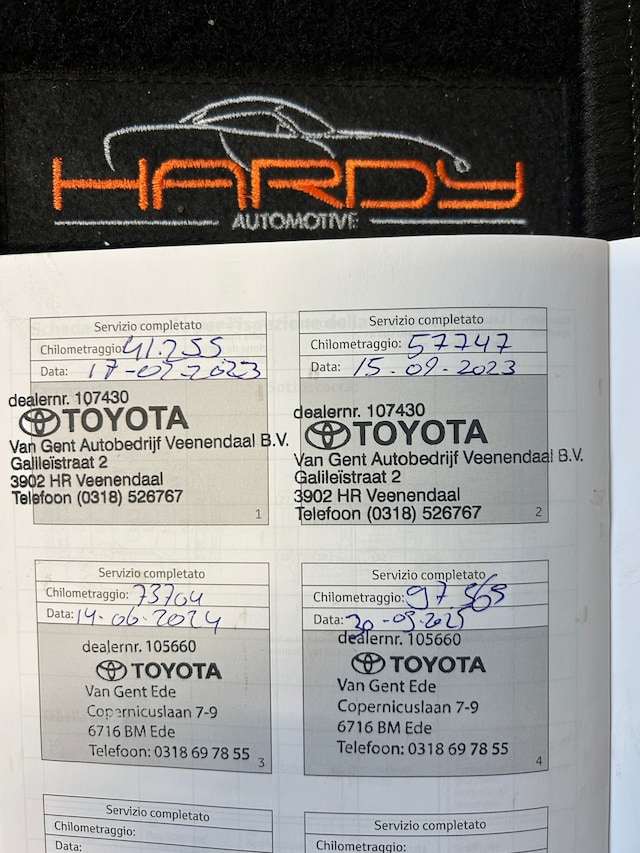 HARDY
AUTOMOTIVE
Servizio completato
Chilometraggio: 41.255
Data: 17-02-2023
dealernr. 107430
TOYOTA
Van Gent Autobedrijf Veenendaal B.V.
Galileïstraat 2
3902 HR Veenendaal
Telefoon (0318) 526767
1
Servizio completato
Chilometraggio: 57747
Data: 15.09-2023
dealernr. 107430
TOYOTA
Van Gent Autobedrijf Veenendaal B.V.
Galileïstraat 2
3902 HR Veenendaal
Telefoon (0318) 526767
2
Servizio completato
Chilometraggio: 73704
Data: 14-06-2024
dealernr. 105660
TOYOTA
Van Gent Ede
Copernicuslaan 7-9
6716 BM Ede
Telefoon: 0318 69 78 55
3
Servizio completato
Chilometraggio: 97.569
Data: 30-09-2025
dealernr. 105660
TOYOTA
Van Gent Ede
Copernicuslaan 7-9
6716 BM Ede
Telefoon: 0318 69 78 55
4
Servizio completato
Chilometraggio:
Data:
Servizio completato
Chilometraggio: